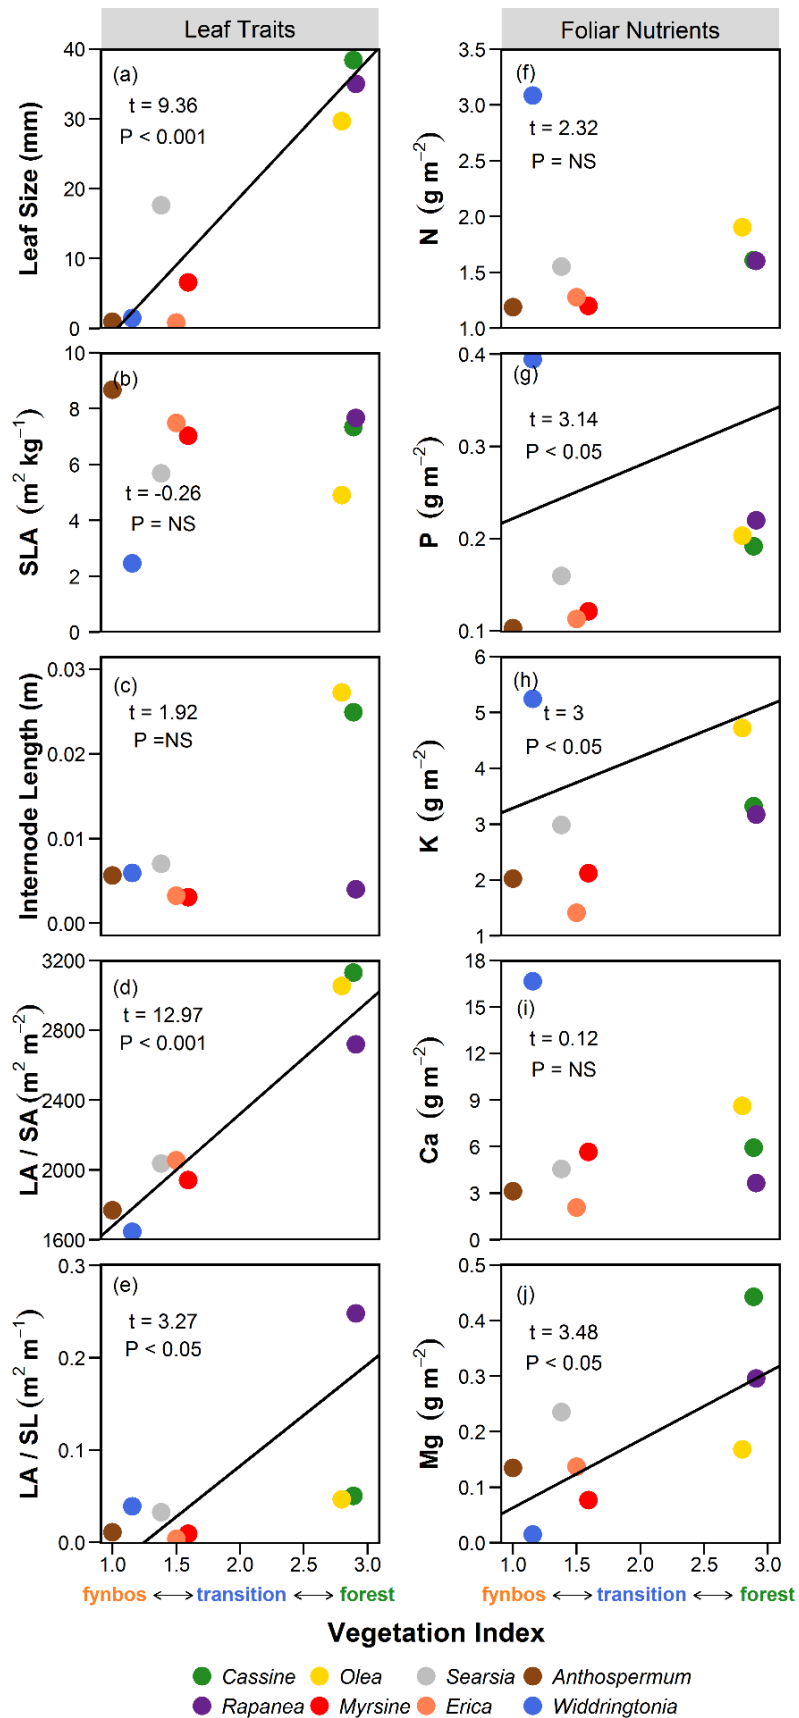 Leaf Traits
Foliar Nutrients
(a)
t = 9.36
P < 0.001
Leaf Size (mm)
40
30
20
10
0
(f)
t = 2.32
P = NS
N (g m−2)
3.5
3.0
2.5
2.0
1.5
1.0
(b)
t = -0.26
P = NS
SLA (m2 kg−1)
10
8
6
4
2
0
(g)
t = 3.14
P < 0.05
P (g m−2)
0.4
0.3
0.2
0.1
(c)
t = 1.92
P =NS
Internode Length (m)
0.03
0.02
0.01
0.00
(h)
t = 3
P < 0.05
K (g m−2)
6
5
4
3
2
1
(d)
t = 12.97
P < 0.001
LA / SA (m2 m−2)
3200
2800
2400
2000
1600
(i)
t = 0.12
P = NS
Ca (g m−2)
18
15
12
9
6
3
0
(e)
t = 3.27
P < 0.05
LA / SL (m2 m−1)
0.3
0.2
0.1
0.0
(j)
t = 3.48
P < 0.05
Mg (g m−2)
0.5
0.4
0.3
0.2
0.1
0.0
1.0 1.5 2.0 2.5 3.0
1.0 1.5 2.0 2.5 3.0
fynbos ←→ transition ←→ forest
fynbos ←→ transition ←→ forest
Vegetation Index
Cassine Olea Searsia Anthospermum
Rapanea Myrsine Erica Widdringtonia